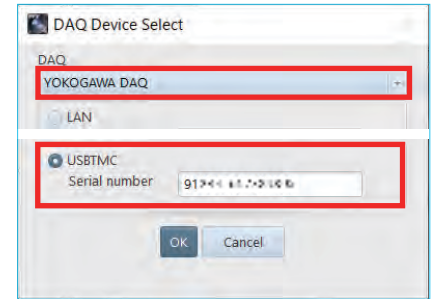 DAQ Device Select
DAQ
YOKOGAWA DAQ
LAN
USBTMC
Serial number
OK Cancel